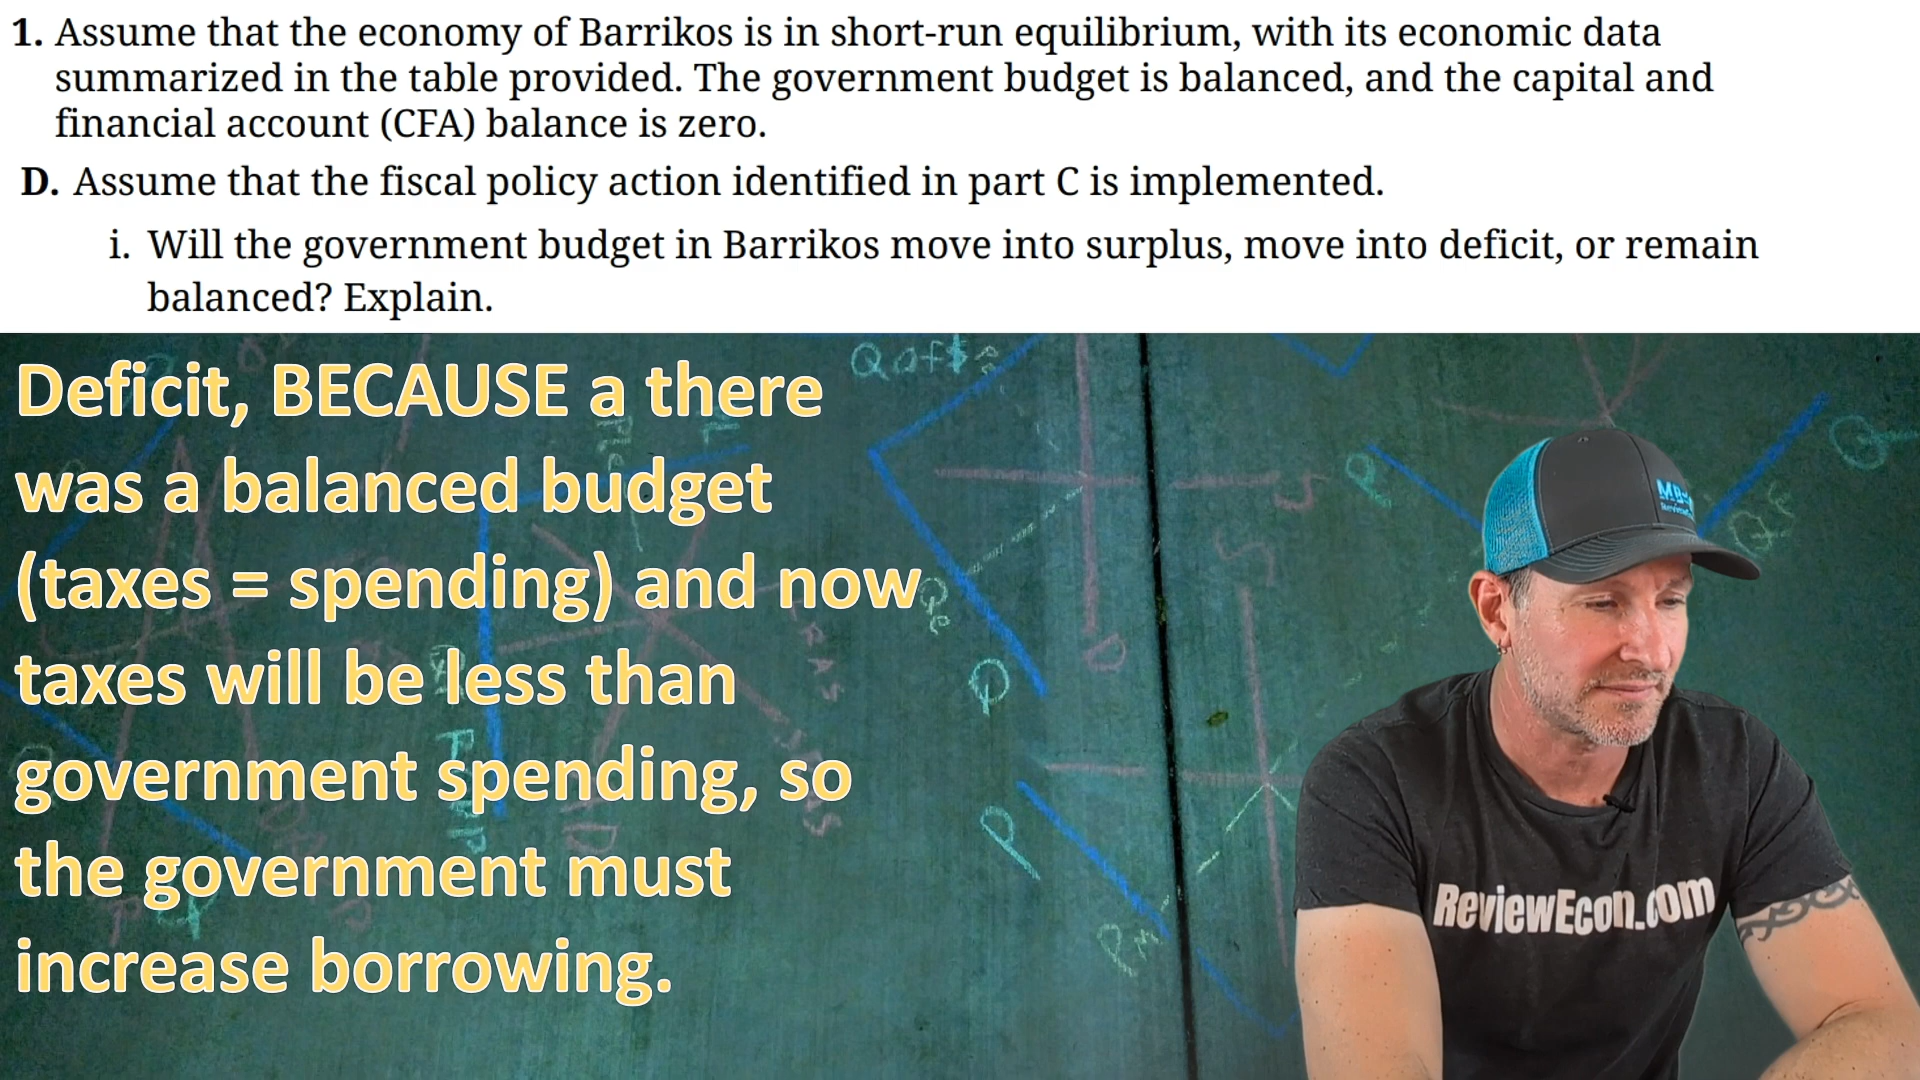 1. Assume that the economy of Barrikos is in short-run equilibrium, with its economic data
summarized in the table provided. The government budget is balanced, and the capital and
financial account (CFA) balance is zero.
D. Assume that the fiscal policy action identified in part C is implemented.
i. Will the government budget in Barrikos move into surplus, move into deficit, or remain
balanced? Explain.
Deficit, BECAUSE a there
was a balanced budget
(taxes = spending) and now
taxes will be less than
government spending, so
the government must
increase borrowing.
Q of $
S
P
D
Q
P
ReviewEcon.com